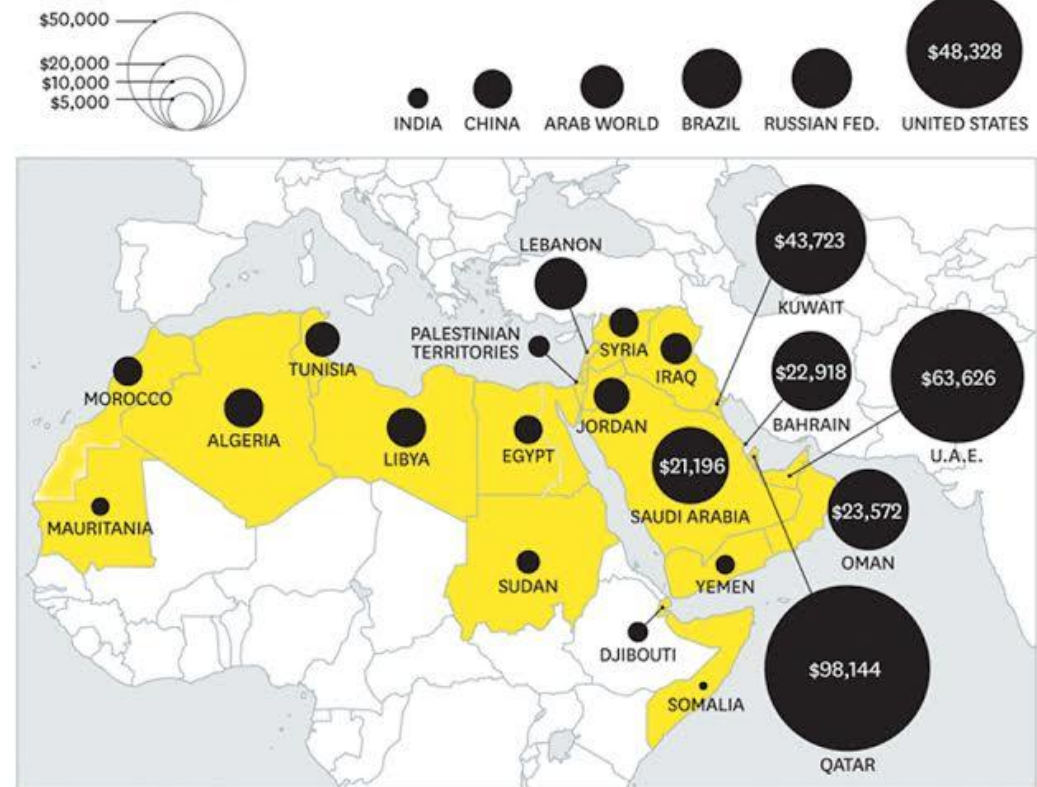 $50,000
$20,000
$10,000
$5,000
$48,328
INDIA
CHINA
ARAB WORLD
BRAZIL
RUSSIAN FED.
UNITED STATES
LEBANON
$43,723
KUWAIT
PALESTINIAN
TERRITORIES
SYRIA
IRAQ
TUNISIA
MOROCCO
$22,918
BAHRAIN
$63,626
U.A.E.
ALGERIA
LIBYA
EGYPT
JORDAN
$21,196
SAUDI ARABIA
$23,572
OMAN
MAURITANIA
SUDAN
YEMEN
DJIBOUTI
SOMALIA
$98,144
QATAR